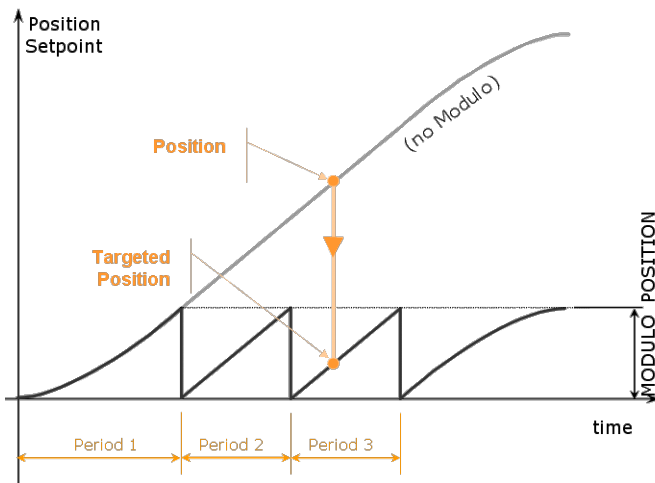 Position
Setpoint
(no Modulo)
Position
Targeted
Position
MODULO POSITION
time
Period 1
Period 2
Period 3